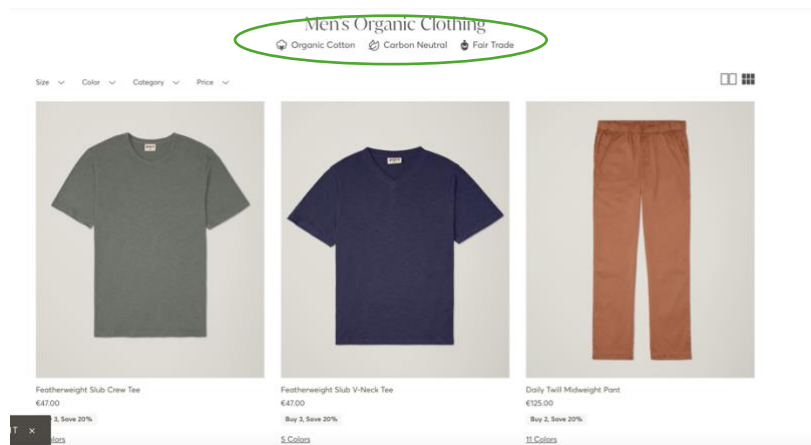 Men's Organic Clothing
Organic Cotton Carbon Neutral Fair Trade
Size Color Category Price
Featherweight Slub Crew Tee
€47.00
3, Save 20%
Featherweight Slub V-Neck Tee
€47.00
Buy 3, Save 20%
5 Colors
Daily Twill Midweight Pant
€125.00
Buy 2, Save 20%
11 Colors